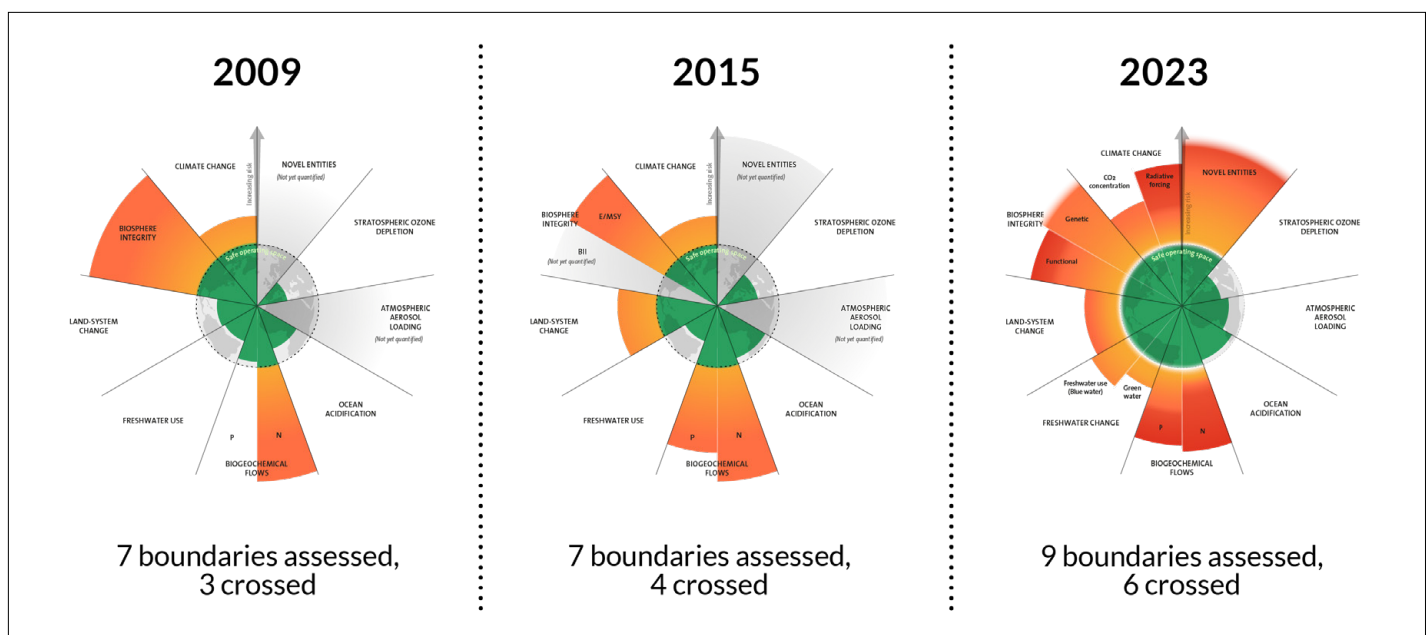 2009
CLIMATE CHANGE
Increasing risk
NOVEL ENTITIES
(Not yet quantified)
STRATOSPHERIC OZONE
DEPLETION
ATMOSPHERIC
AEROSOL
LOADING
(Not yet quantified)
OCEAN
ACIDIFICATION
N
P
BIOGEOCHEMICAL
FLOWS
FRESHWATER USE
LAND-SYSTEM
CHANGE
BIOSPHERE
INTEGRITY
Safe operating space
7 boundaries assessed,
3 crossed
2015
CLIMATE CHANGE
Increasing risk
NOVEL ENTITIES
(Not yet quantified)
STRATOSPHERIC OZONE
DEPLETION
ATMOSPHERIC
AEROSOL
LOADING
(Not yet quantified)
OCEAN
ACIDIFICATION
N
P
BIOGEOCHEMICAL
FLOWS
FRESHWATER USE
LAND-SYSTEM
CHANGE
BIOSPHERE
INTEGRITY
E/MSY
BII
(Not yet quantified)
Safe operating space
7 boundaries assessed,
4 crossed
2023
CLIMATE CHANGE
CO₂
concentration
Radiative
forcing
Increasing risk
NOVEL ENTITIES
STRATOSPHERIC OZONE
DEPLETION
ATMOSPHERIC
AEROSOL
LOADING
OCEAN
ACIDIFICATION
N
P
BIOGEOCHEMICAL
FLOWS
FRESHWATER CHANGE
Green
water
Freshwater use
(Blue water)
LAND-SYSTEM
CHANGE
BIOSPHERE
INTEGRITY
Genetic
Functional
Safe operating space
9 boundaries assessed,
6 crossed